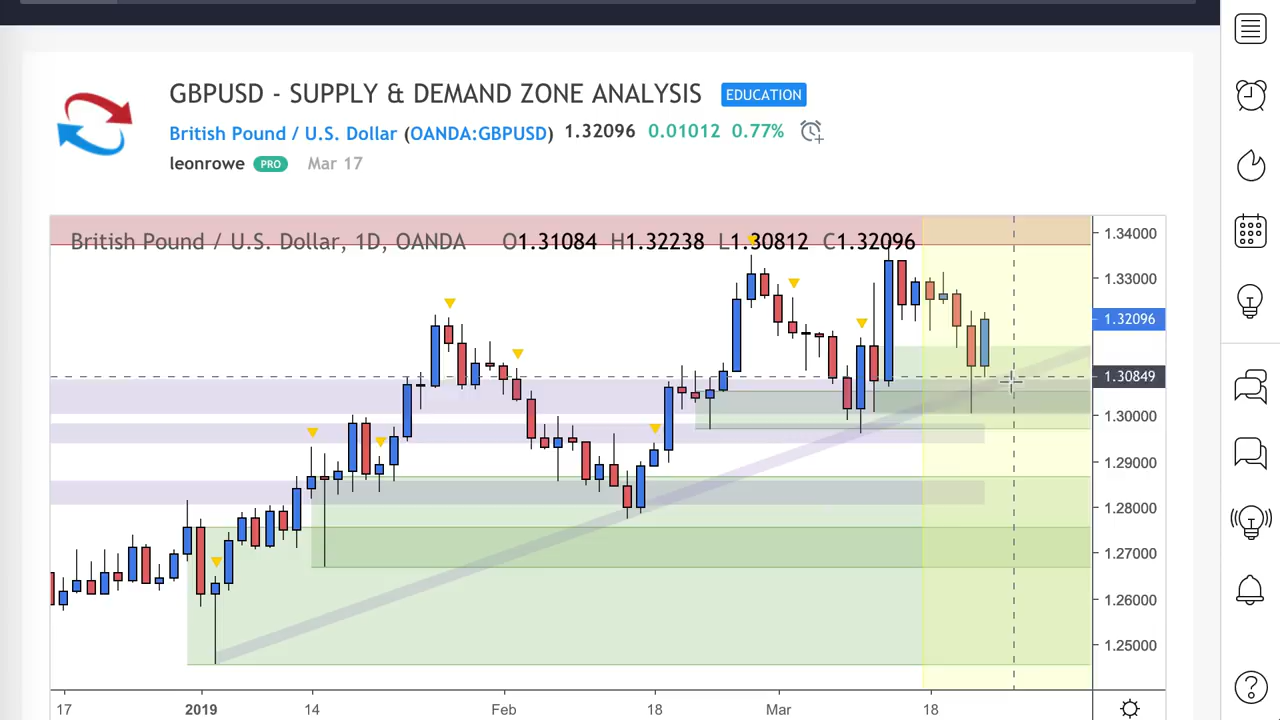 GBPUSD - SUPPLY & DEMAND ZONE ANALYSIS EDUCATION
British Pound / U.S. Dollar (OANDA:GBPUSD) 1.32096 0.01012 0.77%
leonrowe PRO Mar 17
British Pound / U.S. Dollar, 1D, OANDA O1.31084 H1.32238 L1.30812 C1.32096
1.34000
1.33000
1.32096
1.30849
1.30000
1.29000
1.28000
1.27000
1.26000
1.25000
17 2019 14 Feb 18 Mar 18